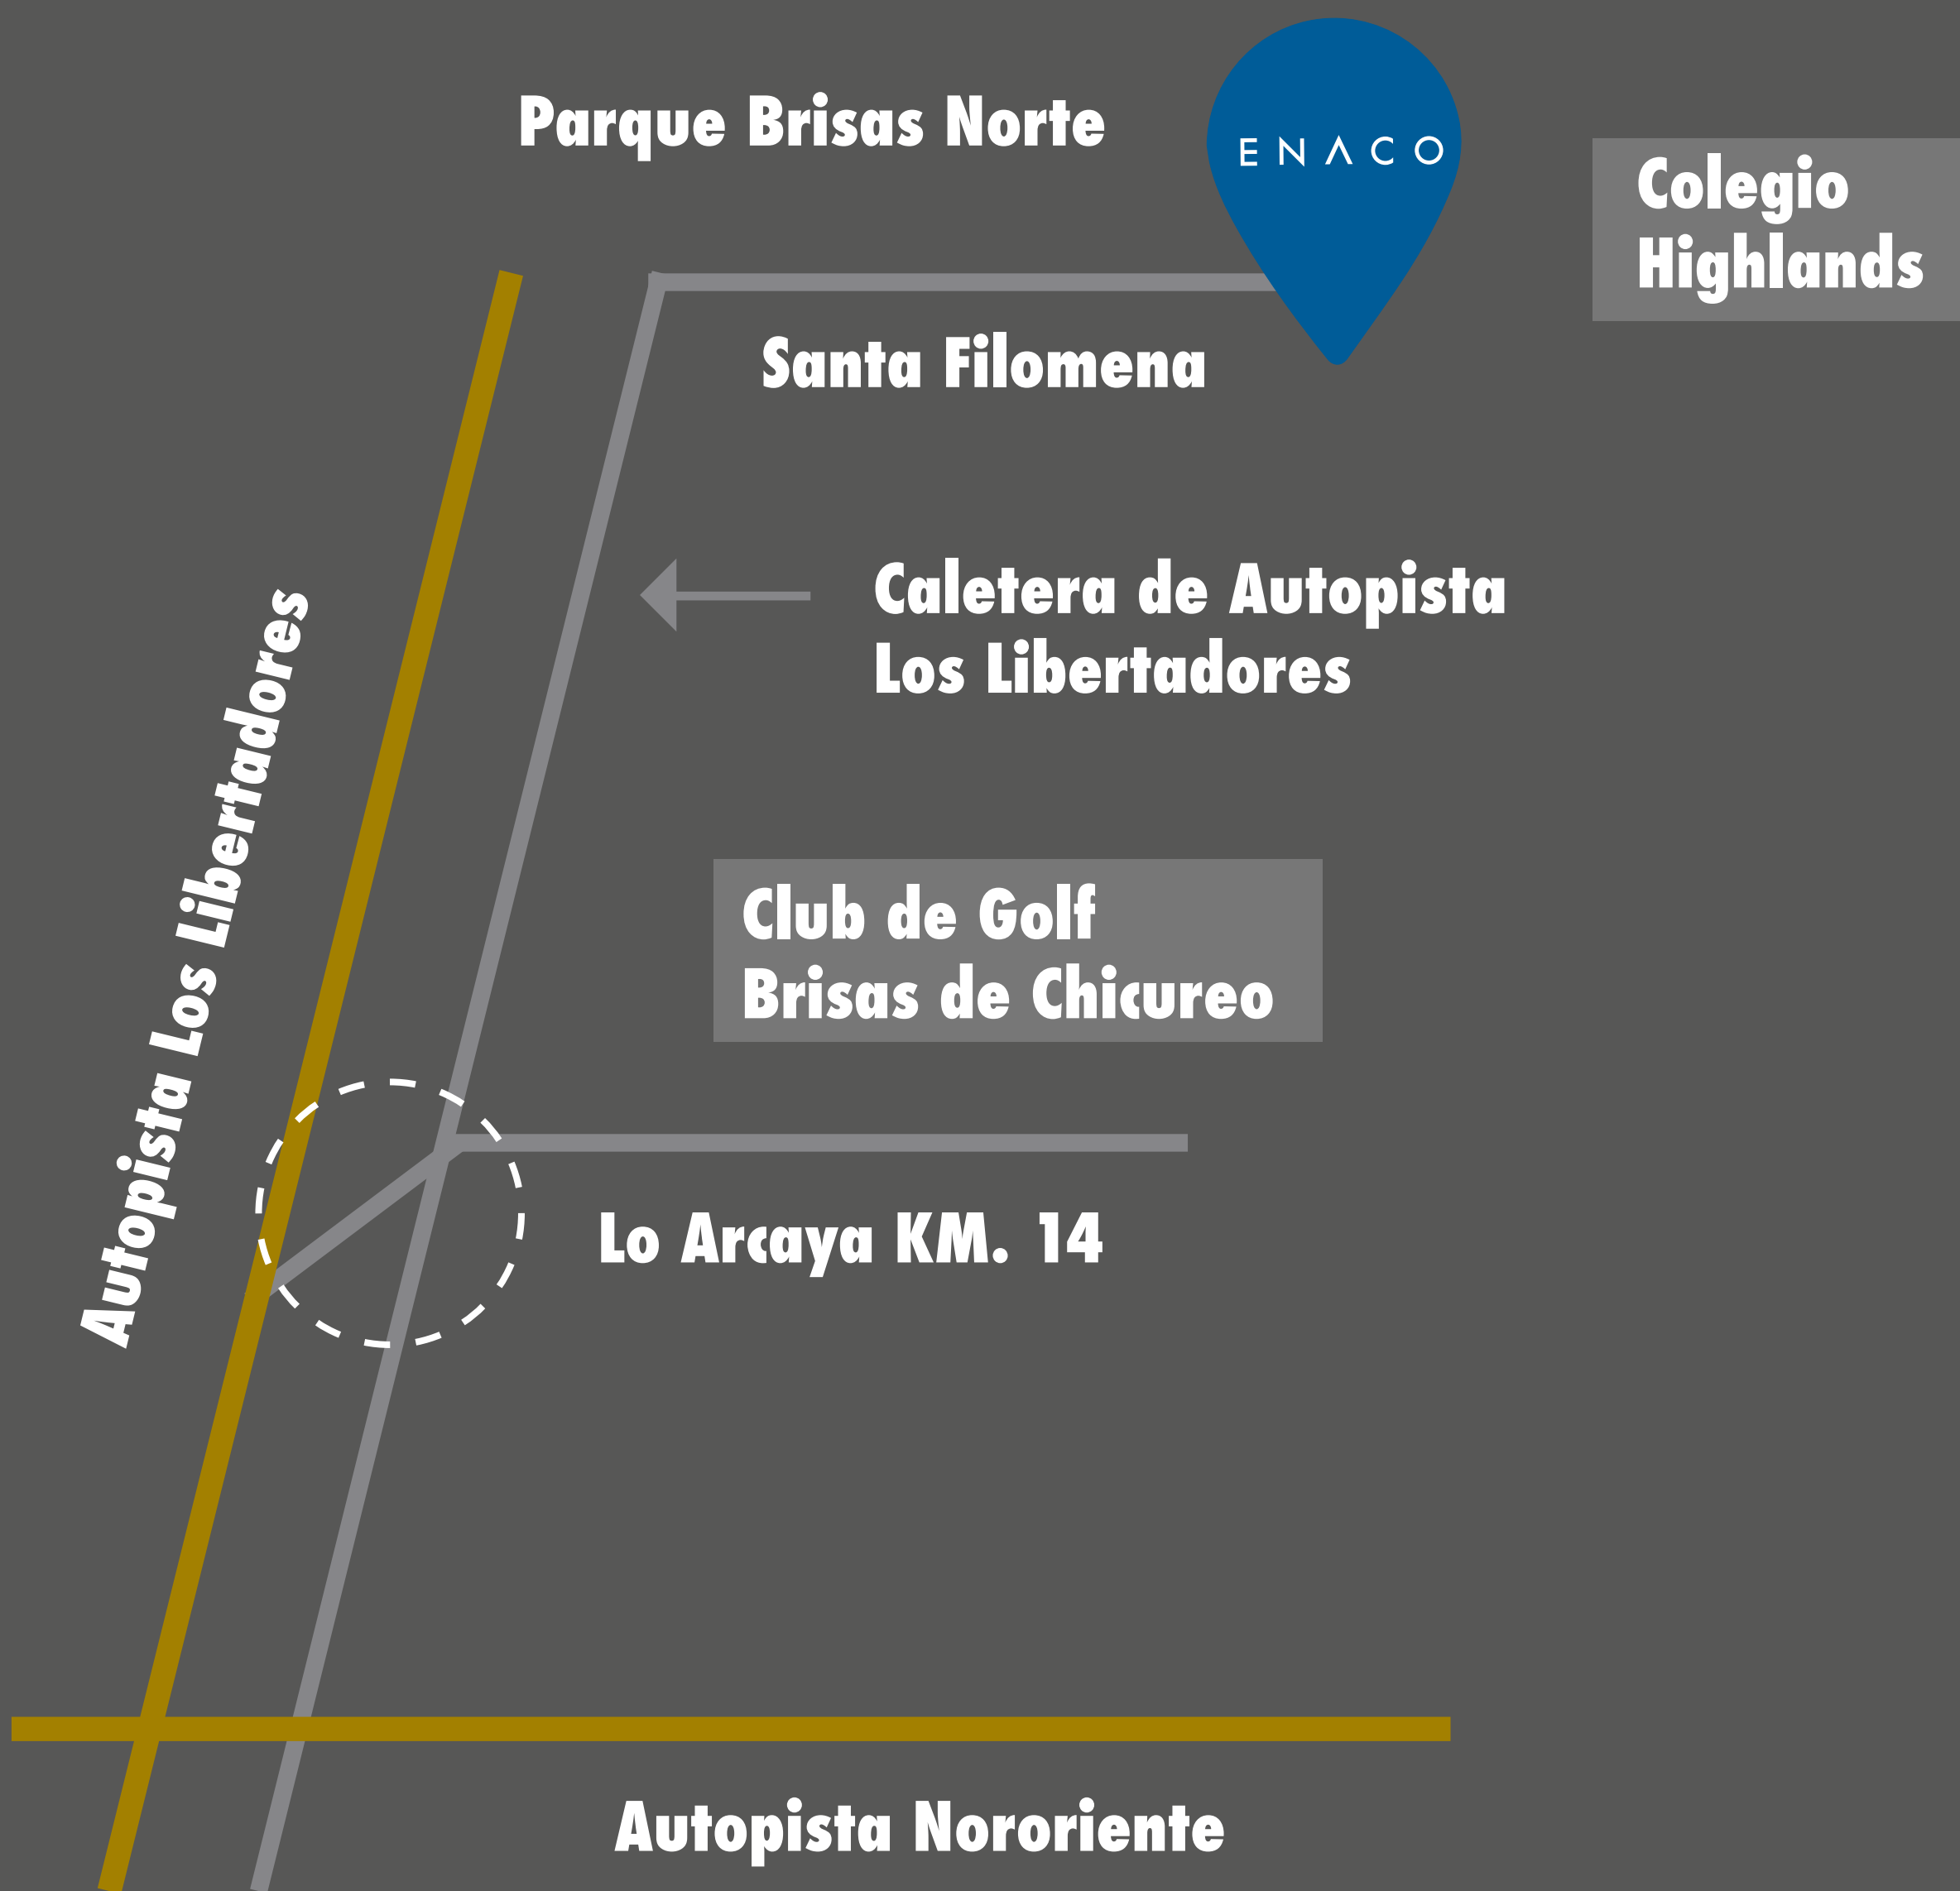 Parque Brisas Norte
ENACO
Colegio
Highlands
Santa Filomena
Caletera de Autopista
Los Libertadores
Autopista Los Libertadores
Club de Golf
Brisas de Chicureo
Lo Arcaya KM. 14
Autopista Nororiente